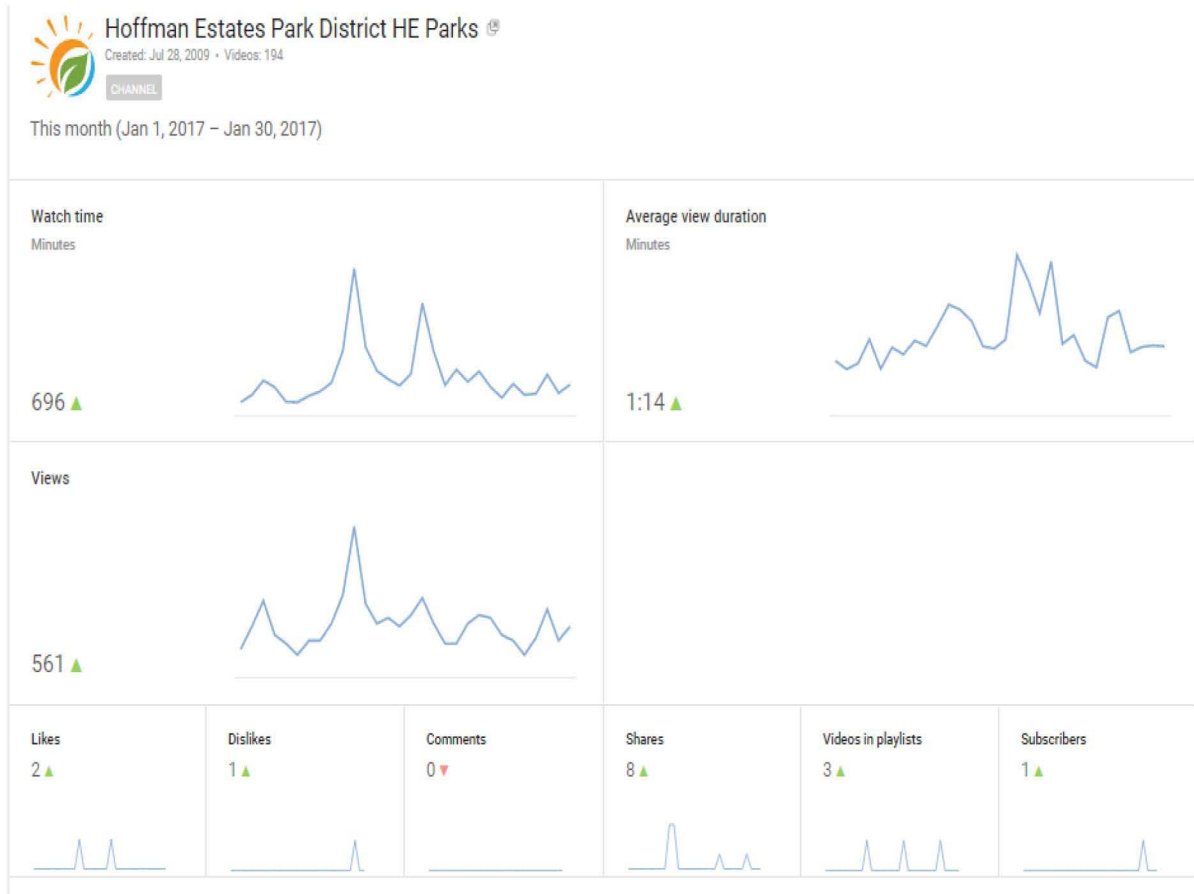 Hoffman Estates Park District HE Parks
Created: Jul 28, 2009 • Videos: 194
CHANNEL
This month (Jan 1, 2017 – Jan 30, 2017)
Watch time
Minutes
696
Average view duration
Minutes
1:14
Views
561
Likes
2
Dislikes
1
Comments
0
Shares
8
Videos in playlists
3
Subscribers
1